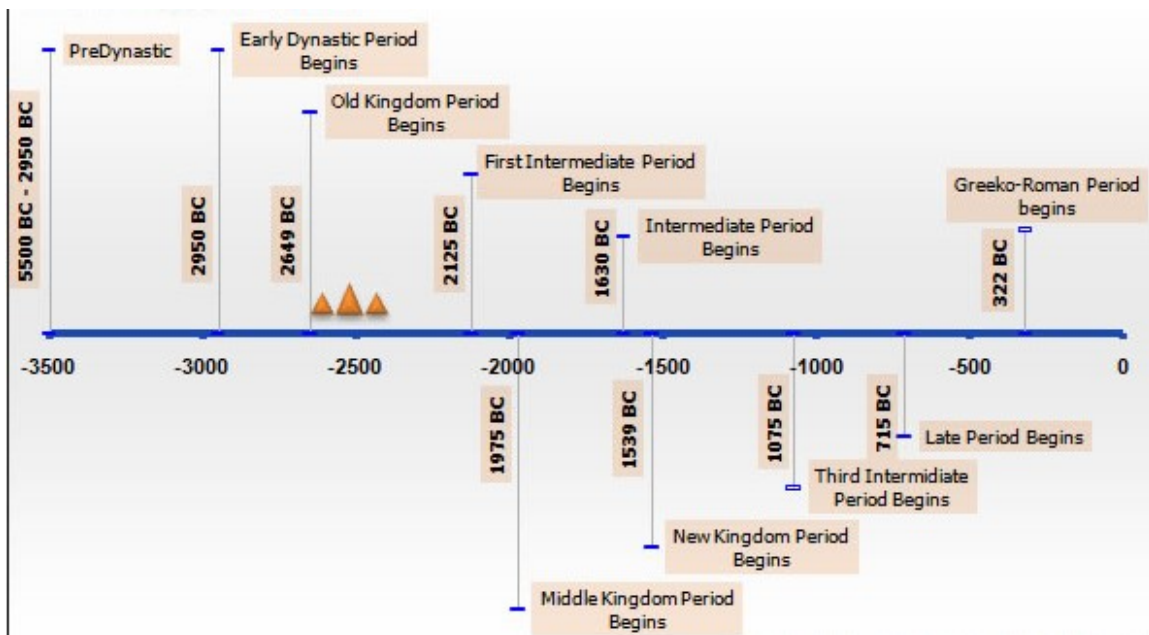 PreDynastic
5500 BC - 2950 BC
Early Dynastic Period
Begins
2950 BC
Old Kingdom Period
Begins
2649 BC
First Intermediate Period
Begins
2125 BC
Intermediate Period
Begins
1630 BC
Greeko-Roman Period
begins
322 BC
-3500 -3000 -2500 -2000 -1500 -1000 -500 0
1975 BC
Middle Kingdom Period
Begins
1539 BC
New Kingdom Period
Begins
1075 BC
Third Intermidiate
Period Begins
715 BC
Late Period Begins